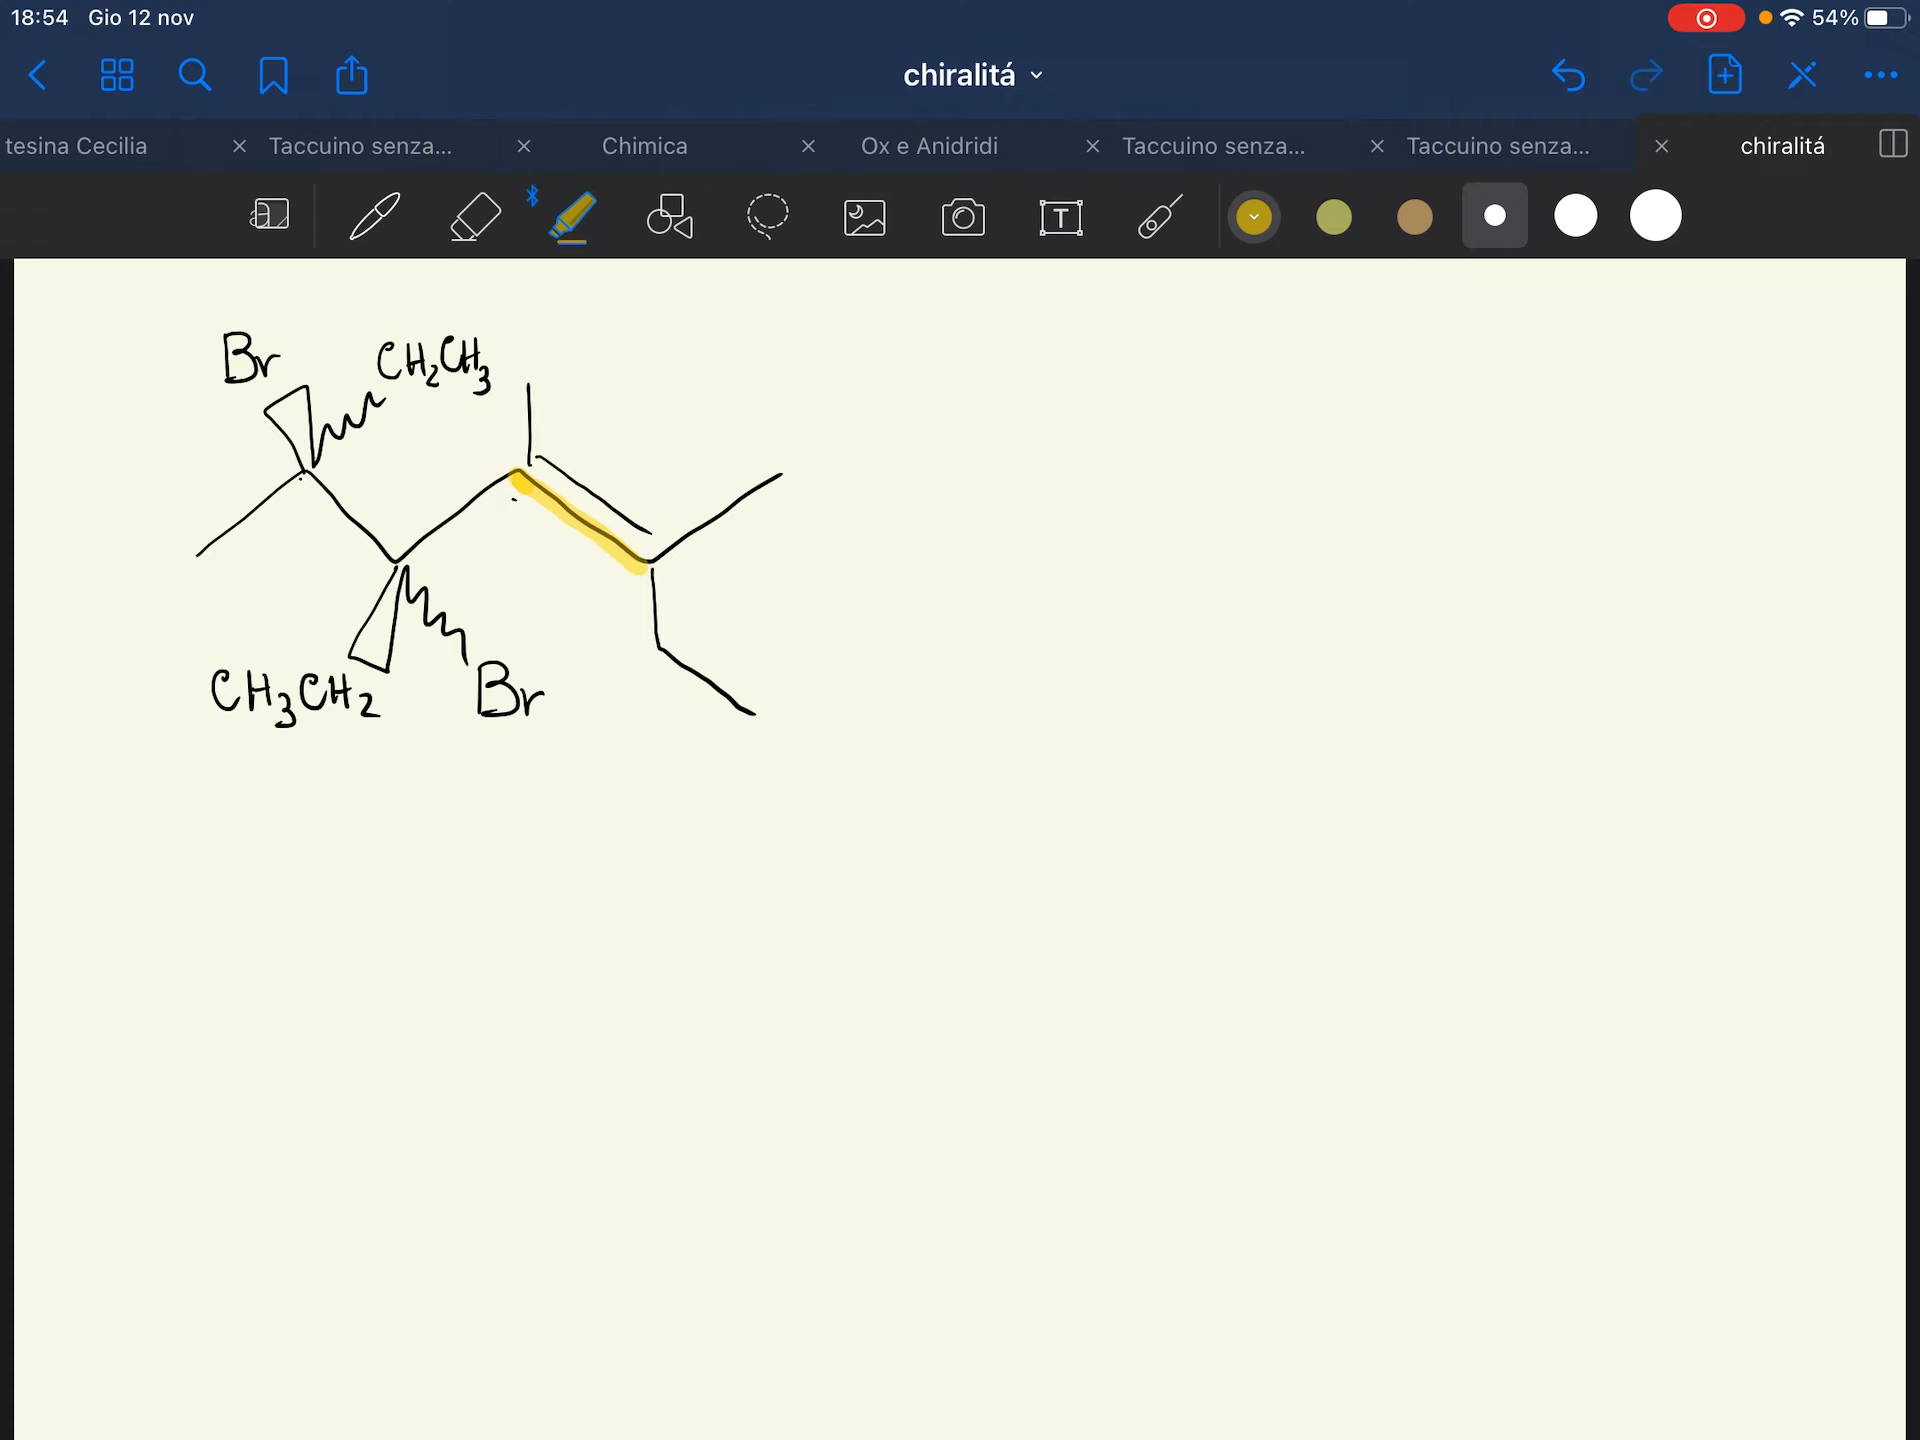 18:54 Gio 12 nov
54%
chiralitá
tesina Cecilia
Taccuino senza...
Chimica
Ox e Anidridi
Taccuino senza...
Taccuino senza...
chiralitá
Br
CH₂CH₃
CH₃CH₂
Br